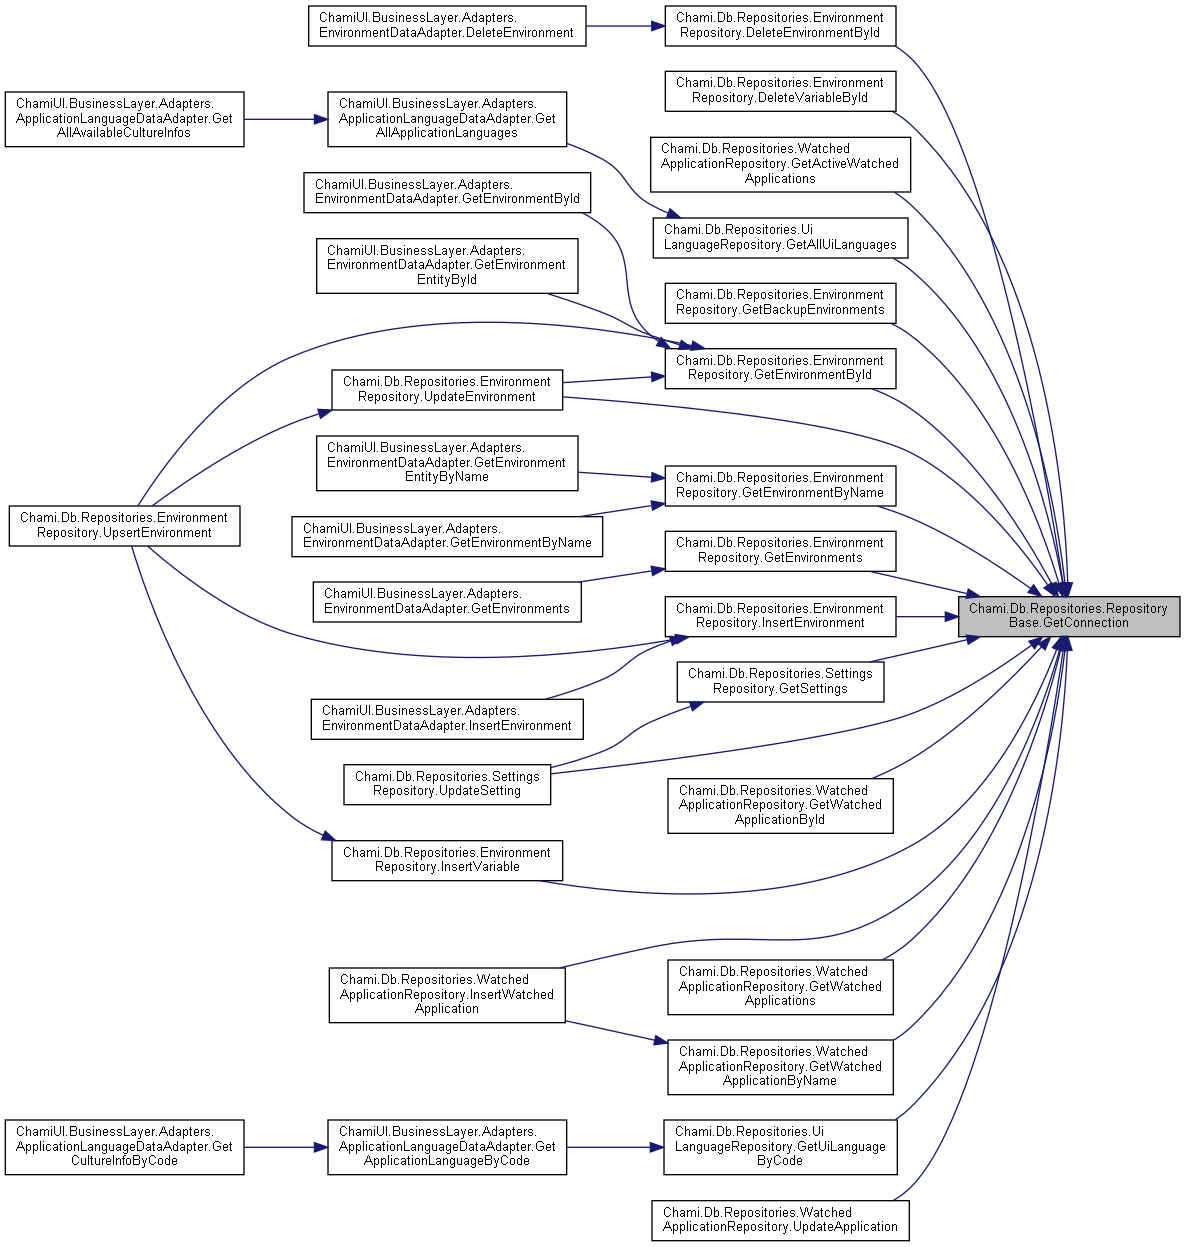 ChamiUI.BusinessLayer.Adapters.
EnvironmentDataAdapter.DeleteEnvironment
Chami.Db.Repositories.Environment
Repository.DeleteEnvironmentById
Chami.Db.Repositories.Environment
Repository.DeleteVariableById
ChamiUI.BusinessLayer.Adapters.
ApplicationLanguageDataAdapter.Get
AllAvailableCultureInfos
ChamiUI.BusinessLayer.Adapters.
ApplicationLanguageDataAdapter.Get
AllApplicationLanguages
Chami.Db.Repositories.Watched
ApplicationRepository.GetActiveWatched
Applications
ChamiUI.BusinessLayer.Adapters.
EnvironmentDataAdapter.GetEnvironmentById
Chami.Db.Repositories.Ui
LanguageRepository.GetAllUiLanguages
ChamiUI.BusinessLayer.Adapters.
EnvironmentDataAdapter.GetEnvironment
EntityById
Chami.Db.Repositories.Environment
Repository.GetBackupEnvironments
Chami.Db.Repositories.Environment
Repository.GetEnvironmentById
Chami.Db.Repositories.Environment
Repository.UpdateEnvironment
ChamiUI.BusinessLayer.Adapters.
EnvironmentDataAdapter.GetEnvironment
EntityByName
Chami.Db.Repositories.Environment
Repository.GetEnvironmentByName
Chami.Db.Repositories.Environment
Repository.UpsertEnvironment
ChamiUI.BusinessLayer.Adapters.
EnvironmentDataAdapter.GetEnvironmentByName
Chami.Db.Repositories.Environment
Repository.GetEnvironments
ChamiUI.BusinessLayer.Adapters.
EnvironmentDataAdapter.GetEnvironments
Chami.Db.Repositories.Environment
Repository.InsertEnvironment
Chami.Db.Repositories.Repository
Base.GetConnection
Chami.Db.Repositories.Settings
Repository.GetSettings
ChamiUI.BusinessLayer.Adapters.
EnvironmentDataAdapter.InsertEnvironment
Chami.Db.Repositories.Settings
Repository.UpdateSetting
Chami.Db.Repositories.Watched
ApplicationRepository.GetWatched
ApplicationById
Chami.Db.Repositories.Environment
Repository.InsertVariable
Chami.Db.Repositories.Watched
ApplicationRepository.InsertWatched
Application
Chami.Db.Repositories.Watched
ApplicationRepository.GetWatched
Applications
Chami.Db.Repositories.Watched
ApplicationRepository.GetWatched
ApplicationByName
ChamiUI.BusinessLayer.Adapters.
ApplicationLanguageDataAdapter.Get
CultureInfoByCode
ChamiUI.BusinessLayer.Adapters.
ApplicationLanguageDataAdapter.Get
ApplicationLanguageByCode
Chami.Db.Repositories.Ui
LanguageRepository.GetUiLanguage
ByCode
Chami.Db.Repositories.Watched
ApplicationRepository.UpdateApplication